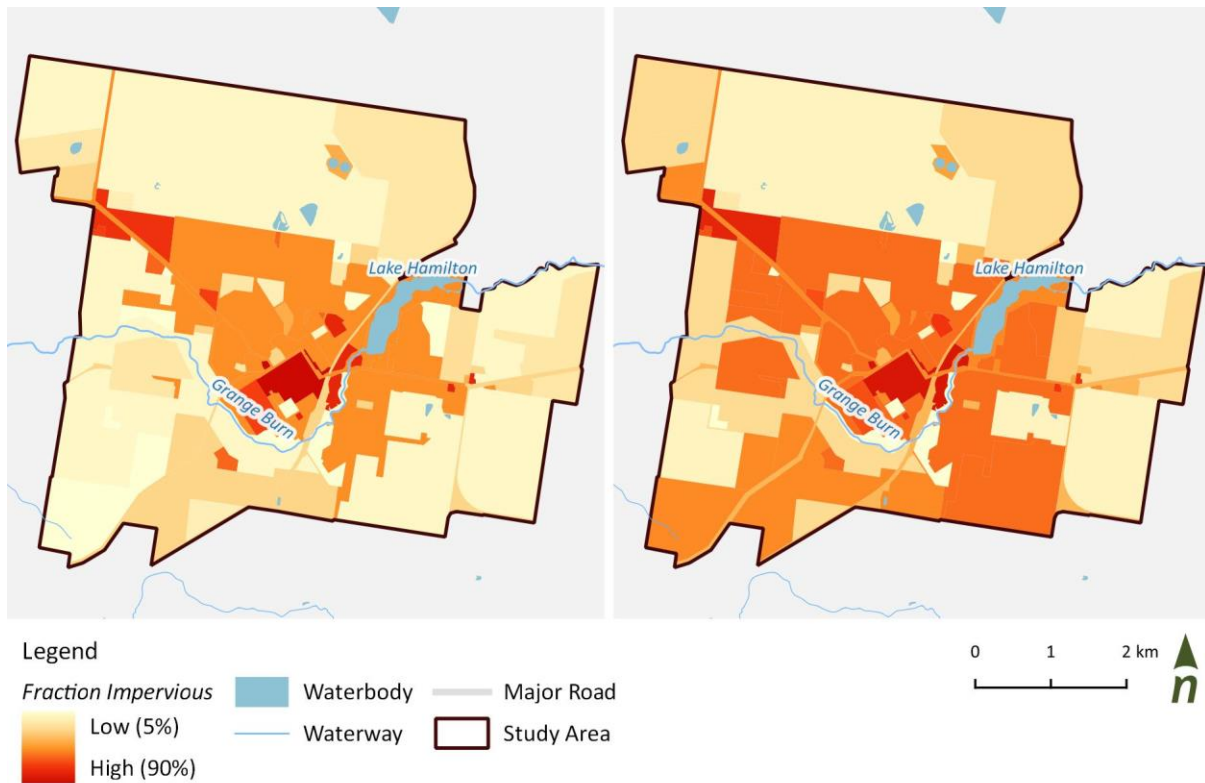 Lake Hamilton
Grange Burn
Lake Hamilton
Grange Burn
Legend
Fraction Impervious
Low (5%)
High (90%)
Waterbody
Waterway
Major Road
Study Area
0 1 2 km
n